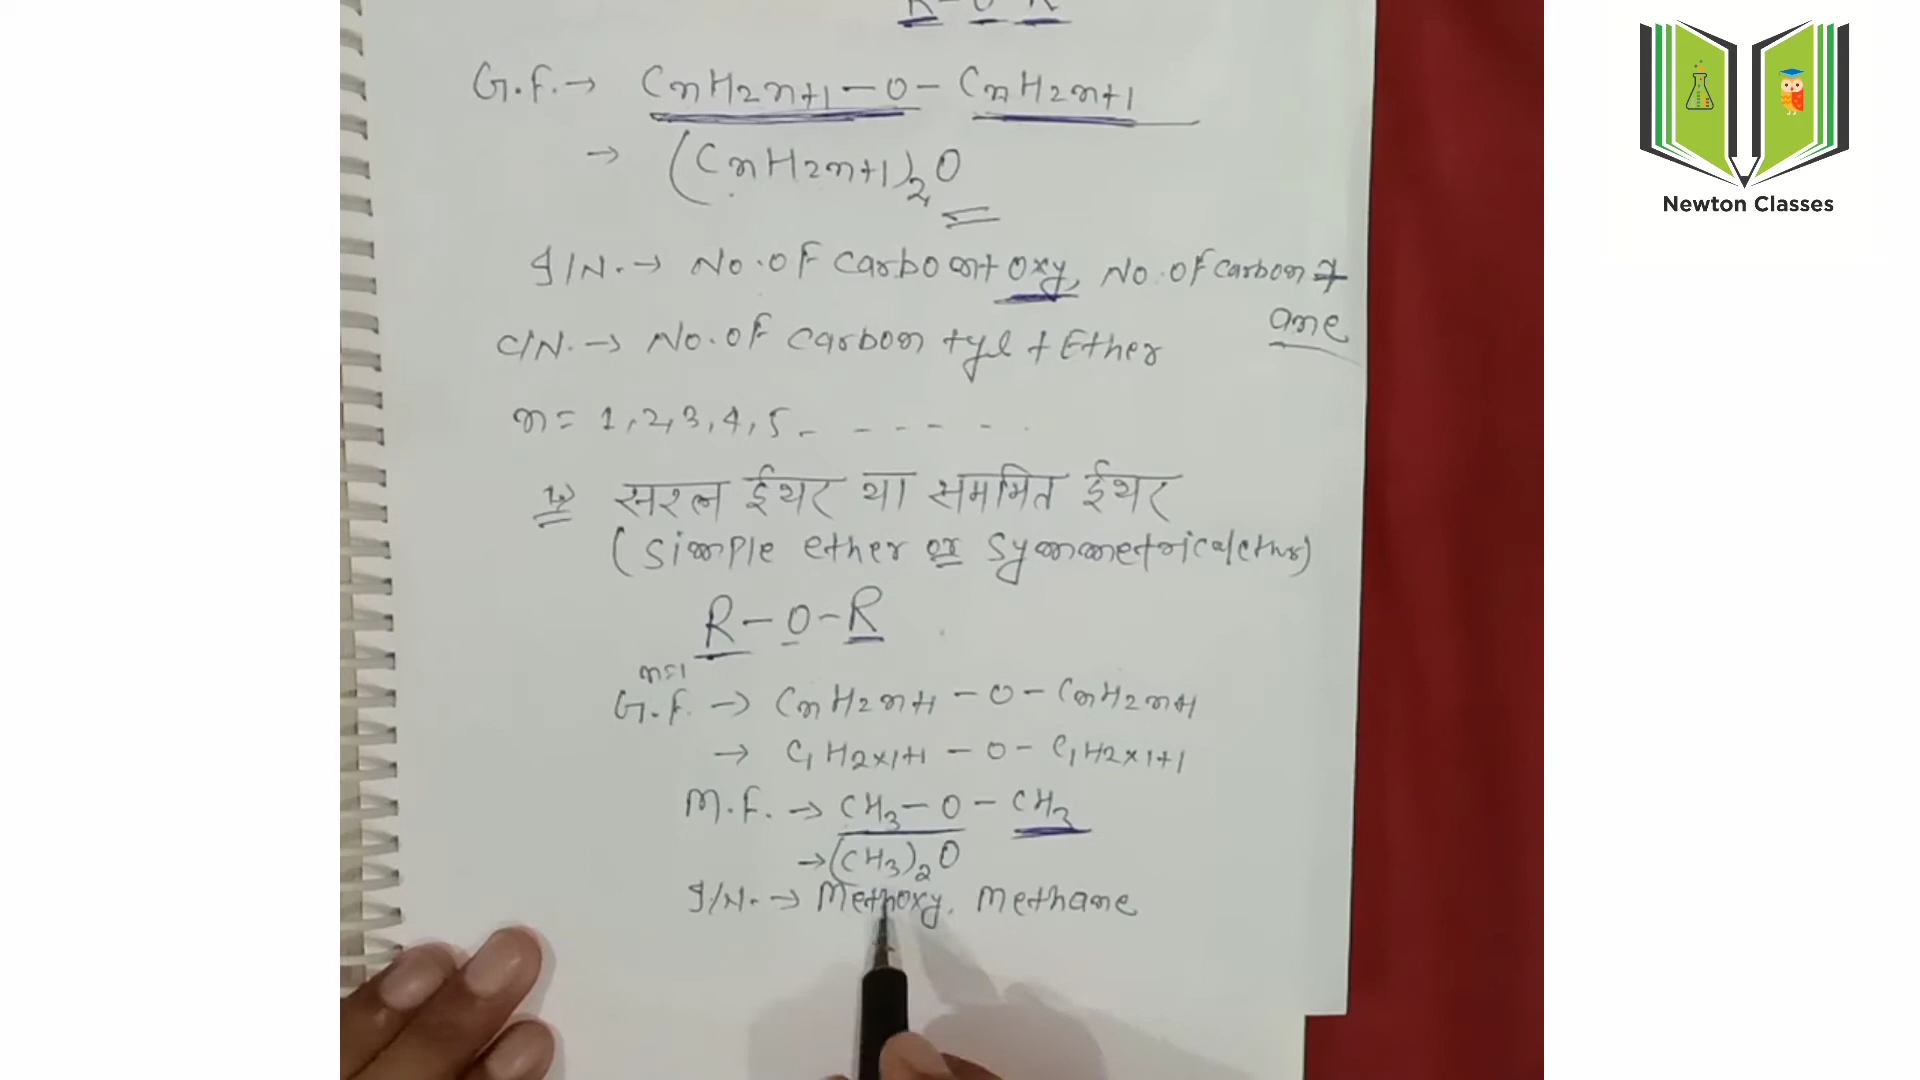 R-O-R
G.F. → CnH2n+1 - O - CnH2n+1
→ (CnH2n+1)2O
I/N. → No. of carbon + oxy, No. of carbon +
ane
C/N. → No. of carbon + yl + Ether
n = 1, 2, 3, 4, 5 - - - - - -
1) सरल ईथर या सममित ईथर
(Simple ether or Symmetrical ether)
R - O - R
n=1
G.F. → CnH2n+1 - O - CnH2n+1
→ C1H2×1+1 - O - C1H2×1+1
M.F. → CH3 - O - CH3
→ (CH3)2O
I/N. → Methoxy, Methane
Newton Classes